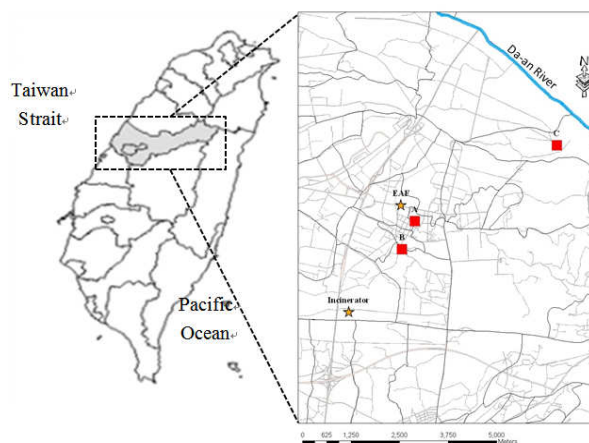 Taiwan
Strait
Pacific
Ocean
Da-an River
N
C
EAF
A
B
Incinerator
0 625 1,250 2,500 3,750 5,000
Meters